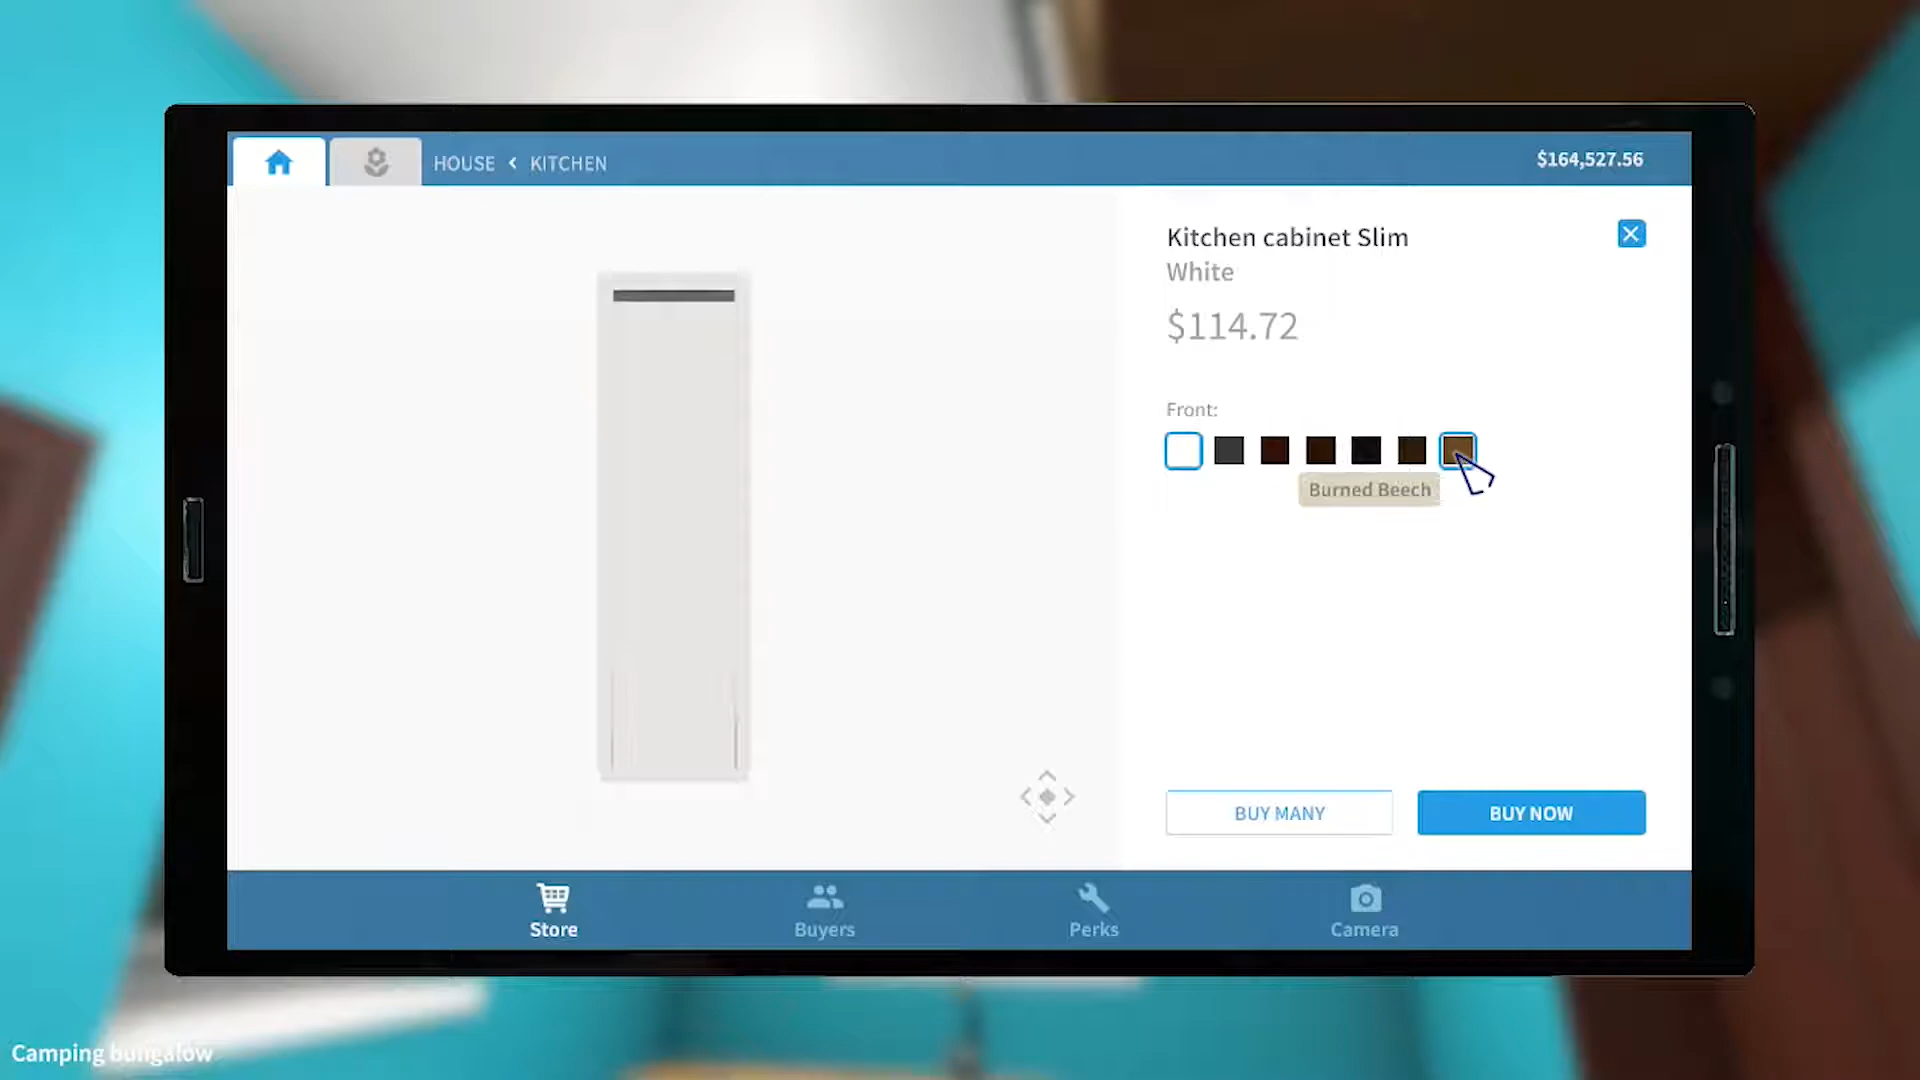 HOUSE < KITCHEN
$164,527.56
Kitchen cabinet Slim
White
$114.72
Front:
Burned Beech
BUY MANY
BUY NOW
Store
Buyers
Perks
Camera
Camping bungalow